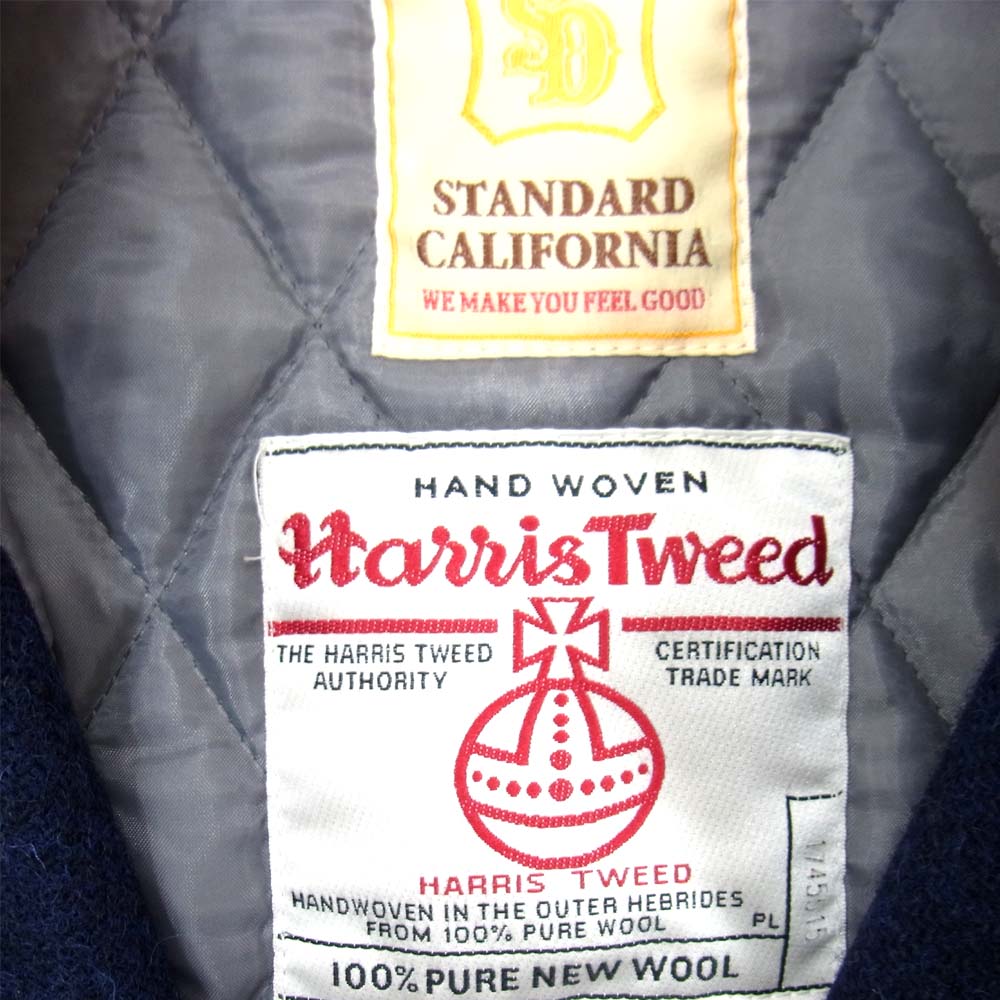 SD
STANDARD
CALIFORNIA
WE MAKE YOU FEEL GOOD
HAND WOVEN
Harris Tweed
THE HARRIS TWEED
AUTHORITY
CERTIFICATION
TRADE MARK
HARRIS TWEED
HANDWOVEN IN THE OUTER HEBRIDES
FROM 100% PURE WOOL
PL
100% PURE NEW WOOL